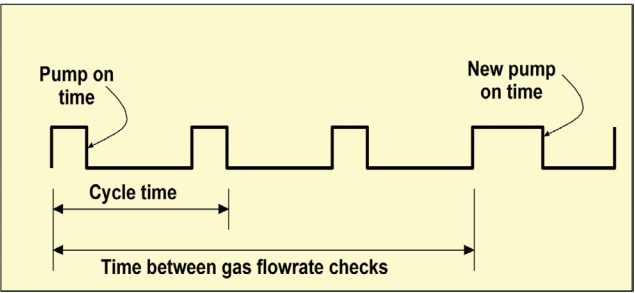 Pump on
time
New pump
on time
Cycle time
Time between gas flowrate checks